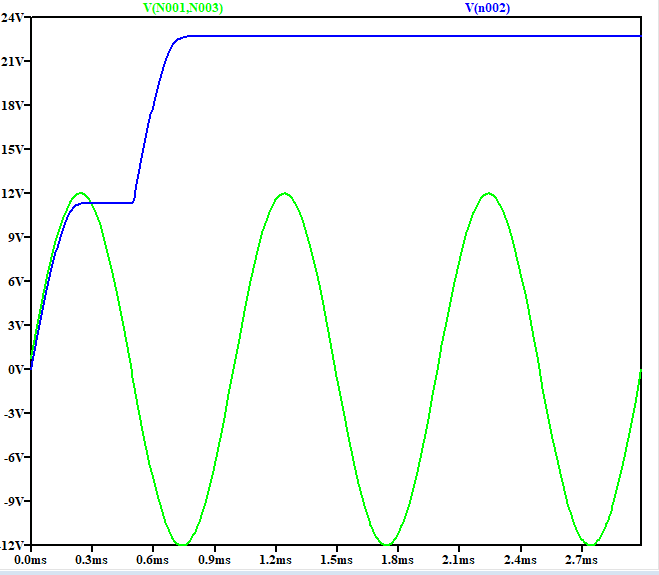 V(N001,N003) V(n002)
24V
21V
18V
15V
12V
9V
6V
3V
0V
-3V
-6V
-9V
-12V
0.0ms 0.3ms 0.6ms 0.9ms 1.2ms 1.5ms 1.8ms 2.1ms 2.4ms 2.7ms